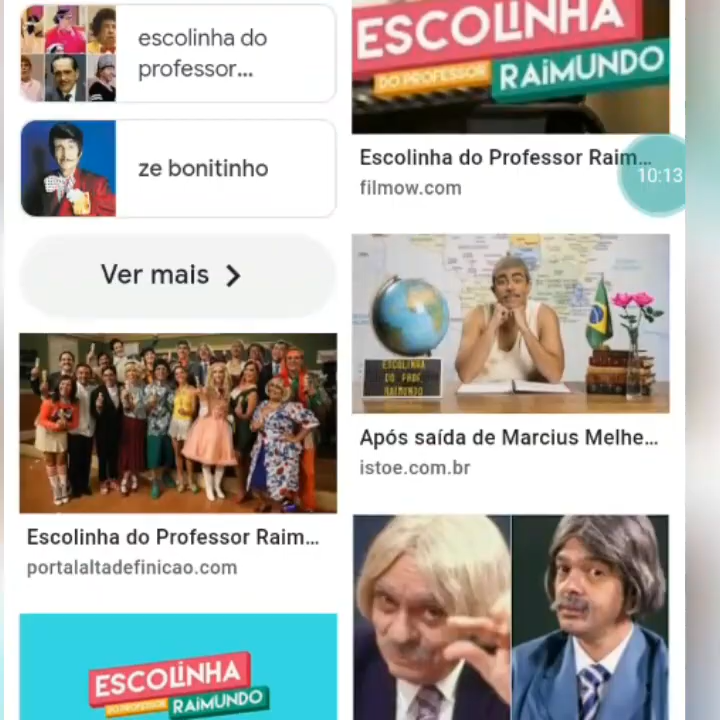 escolinha do
professor...
ze bonitinho
Ver mais
Escolinha do Professor Raim...
portalaltadefinicao.com
ESCOLINHA
DO PROFESSOR
RAIMUNDO
ESCOLINHA
DO PROFESSOR
RAIMUNDO
Escolinha do Professor Raim...
filmow.com
10:13
ESCOLINHA
DO PROF.
RAIMUNDO
Após saída de Marcius Melhe...
istoe.com.br